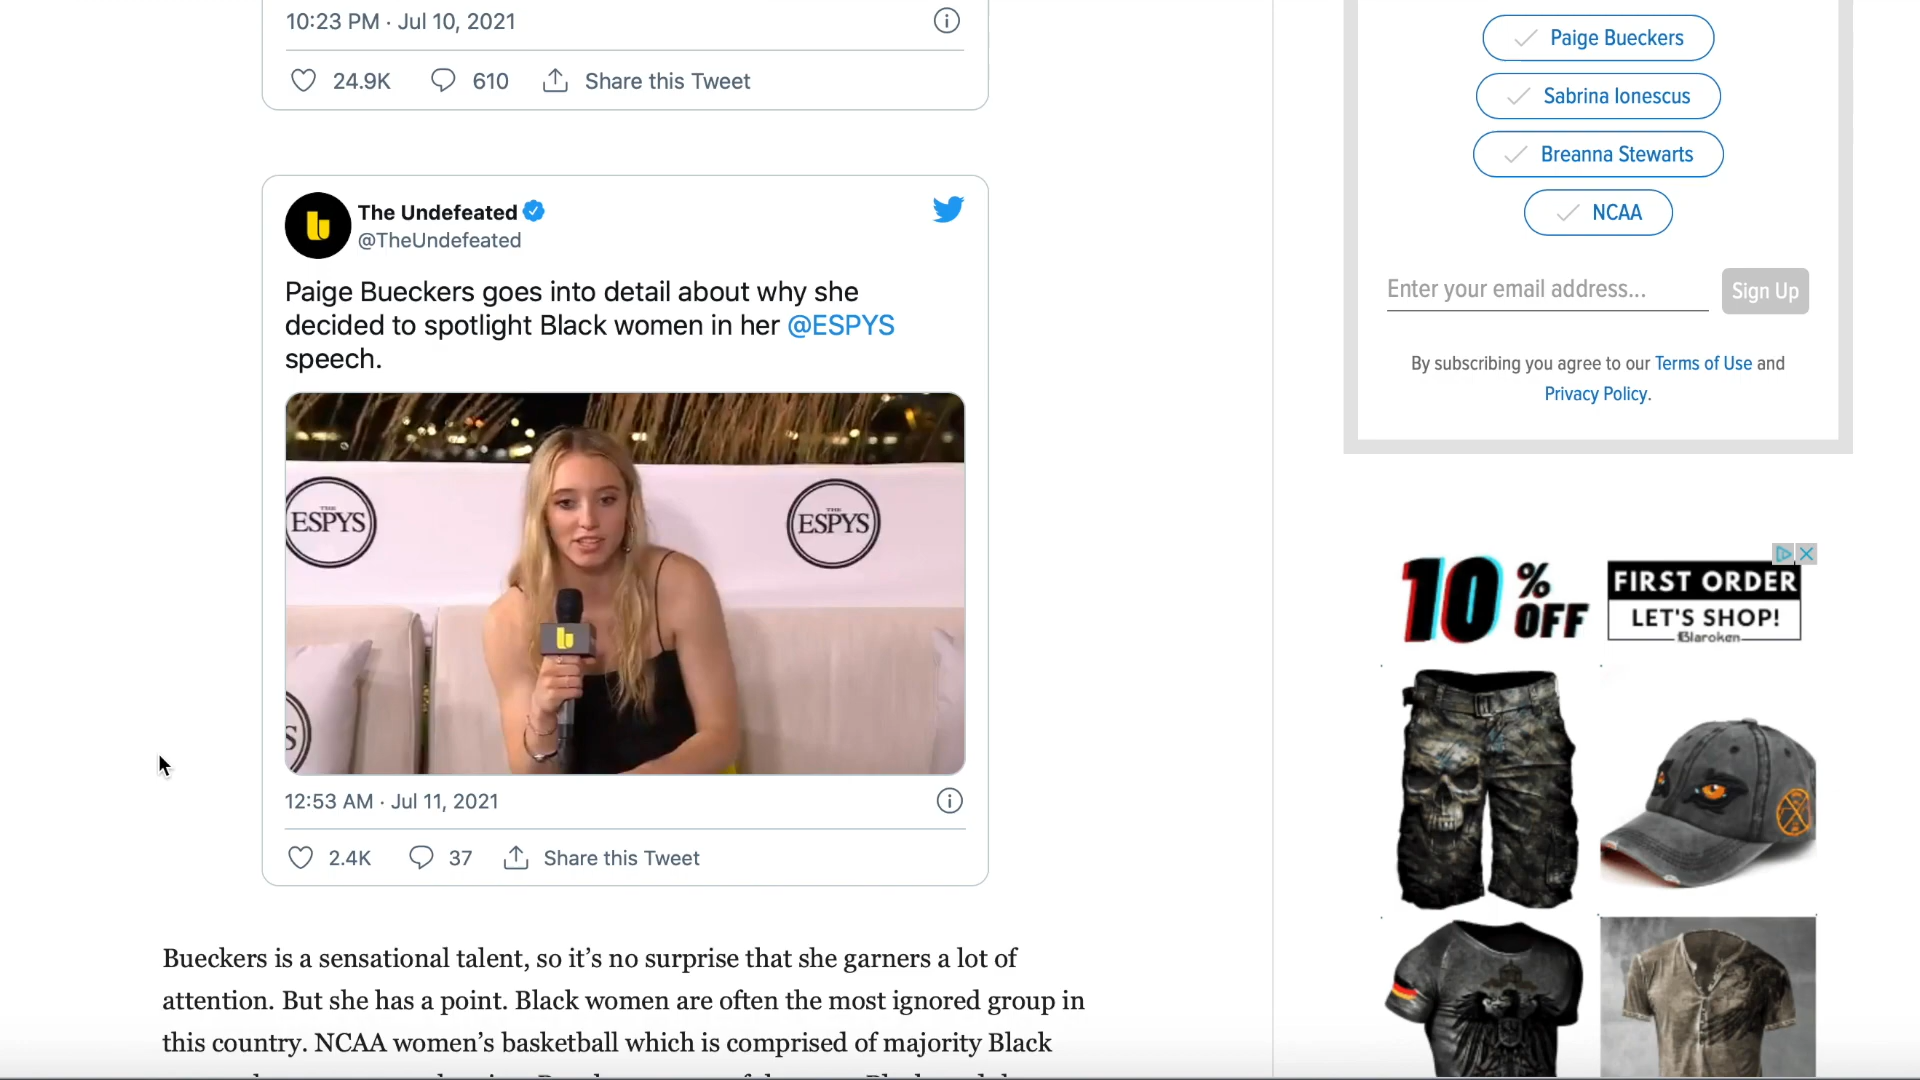 10:23 PM · Jul 10, 2021
24.9K 610 Share this Tweet
The Undefeated
@TheUndefeated
Paige Bueckers goes into detail about why she
decided to spotlight Black women in her @ESPYS
speech.
THE
ESPYS
THE
ESPYS
S
12:53 AM · Jul 11, 2021
2.4K 37 Share this Tweet
Bueckers is a sensational talent, so it’s no surprise that she garners a lot of
attention. But she has a point. Black women are often the most ignored group in
this country. NCAA women’s basketball which is comprised of majority Black
Paige Bueckers
Sabrina Ionescus
Breanna Stewarts
NCAA
Enter your email address...
Sign Up
By subscribing you agree to our Terms of Use and
Privacy Policy.
10% OFF
FIRST ORDER
LET'S SHOP!
Blaroken